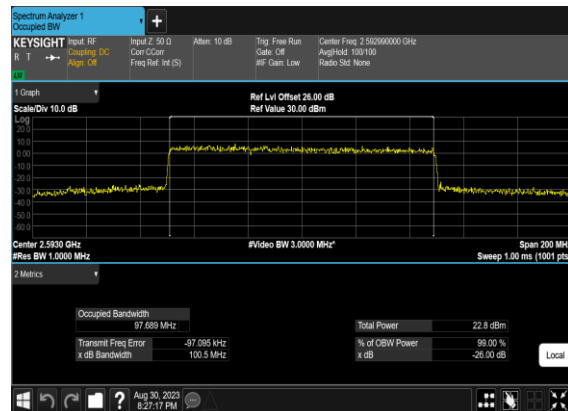 Spectrum Analyzer 1
Occupied BW
KEYSIGHT Input: RF Input Z: 50 Ω Atten: 10 dB Trig: Free Run Center Freq: 2.592990000 GHz
R T Coupling: DC Corr CCorr Gate: Off Avg|Hold: 100/100
Align: Off Freq Ref: Int (S) #IF Gain: Low Radio Std: None
1 Graph
Scale/Div 10.0 dB Ref Lvl Offset 26.00 dB
Ref Value 30.00 dBm
Log
20.0
10.0
0.00
-10.0
-20.0
-30.0
-40.0
-50.0
-60.0
Center 2.5930 GHz #Video BW 3.0000 MHz* Span 200 MH
#Res BW 1.0000 MHz Sweep 1.00 ms (1001 pts
2 Metrics
Occupied Bandwidth
97.689 MHz Total Power 22.8 dBm
Transmit Freq Error -97.095 kHz % of OBW Power 99.00 %
x dB Bandwidth 100.5 MHz x dB -26.00 dB
Local
? Aug 30, 2023
8:27:17 PM